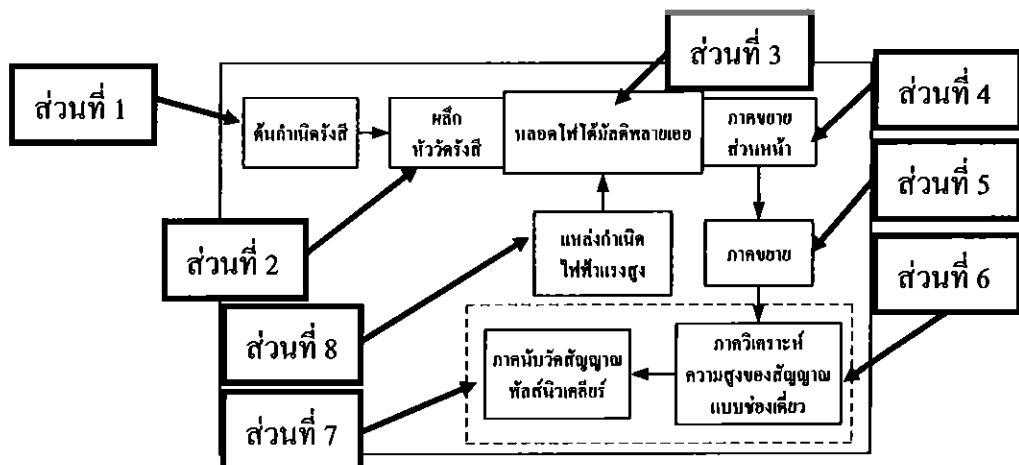 ส่วนที่ 3
ส่วนที่ 1
ส่วนที่ 4
ต้นกำเนิดรังสี
ผลึก
หัววัดรังสี
หลอดโฟโต้มัลติพลายเออ
ภาคขยาย
ส่วนหน้า
ส่วนที่ 5
ส่วนที่ 2
แหล่งกำเนิด
ไฟฟ้าแรงสูง
ภาคขยาย
ส่วนที่ 6
ส่วนที่ 8
ภาคนับวัดสัญญาณ
พัลส์นิวเคลียร์
ภาควิเคราะห์
ความสูงของสัญญาณ
แบบช่องเดี่ยว
ส่วนที่ 7